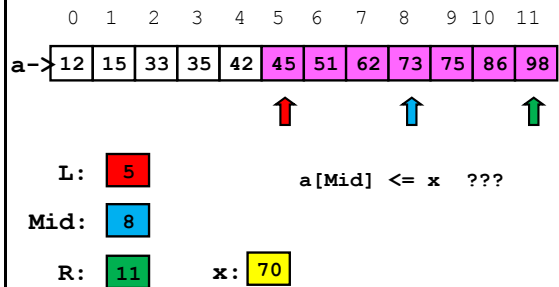 0 1 2 3 4 5 6 7 8 9 10 11
a-> 12 15 33 35 42 45 51 62 73 75 86 98
L: 5
a[Mid] <= x ???
Mid: 8
R: 11 x: 70